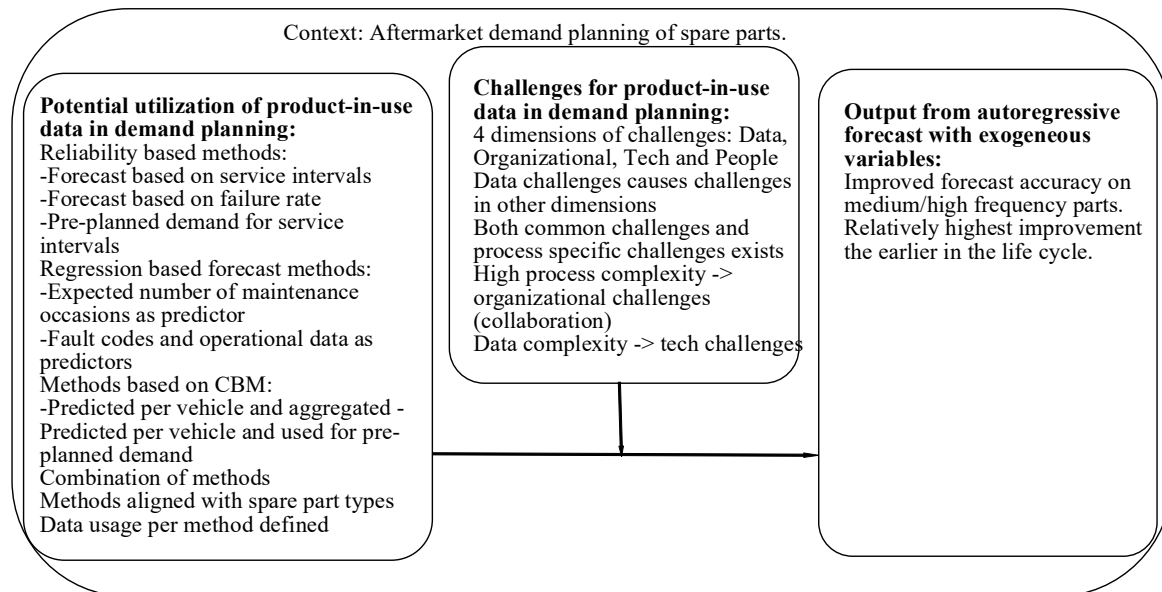 Context: Aftermarket demand planning of spare parts.
Potential utilization of product-in-use
data in demand planning:
Reliability based methods:
-Forecast based on service intervals
-Forecast based on failure rate
-Pre-planned demand for service
intervals
Regression based forecast methods:
-Expected number of maintenance
occasions as predictor
-Fault codes and operational data as
predictors
Methods based on CBM:
-Predicted per vehicle and aggregated -
Predicted per vehicle and used for pre-
planned demand
Combination of methods
Methods aligned with spare part types
Data usage per method defined
Challenges for product-in-use
data in demand planning:
4 dimensions of challenges: Data,
Organizational, Tech and People
Data challenges causes challenges
in other dimensions
Both common challenges and
process specific challenges exists
High process complexity ->
organizational challenges
(collaboration)
Data complexity -> tech challenges
Output from autoregressive
forecast with exogeneous
variables:
Improved forecast accuracy on
medium/high frequency parts.
Relatively highest improvement
the earlier in the life cycle.